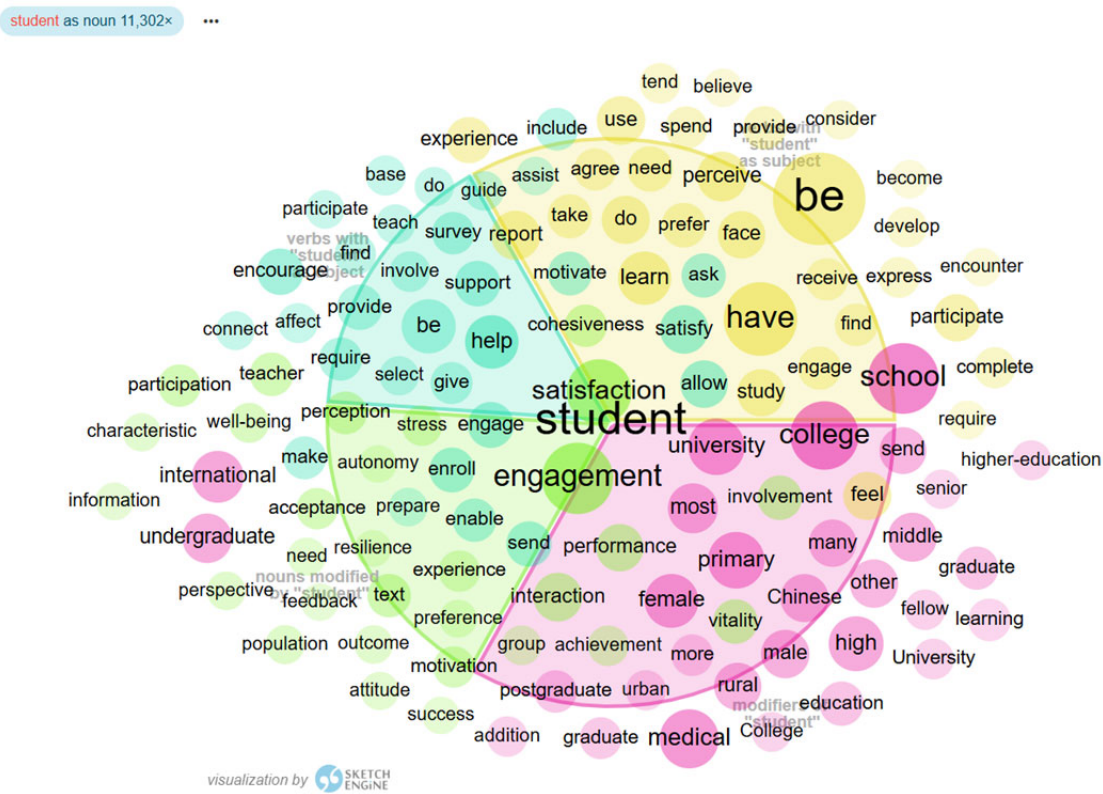 student as noun 11,302× •••
tend
believe
use
include
spend
provide
consider
verbs with
"student"
as subject
experience
assist
agree
need
perceive
be
become
base
do
guide
take
do
prefer
face
develop
participate
teach
survey
report
verbs with
"student"
as object
find
encourage
involve
support
motivate
learn
ask
receive
express
encounter
provide
connect
affect
be
help
cohesiveness
satisfy
have
find
participate
require
select
give
satisfaction
allow
study
engage
school
complete
participation
teacher
student
characteristic
well-being
perception
stress
engage
university
college
send
require
higher-education
international
make
autonomy
enroll
engagement
most
involvement
feel
senior
information
acceptance
prepare
enable
undergraduate
need
resilience
send
performance
primary
many
middle
graduate
nouns modified
by "student"
perspective
feedback
text
experience
interaction
female
Chinese
other
fellow
learning
preference
vitality
population
outcome
motivation
group
achievement
more
male
high
University
attitude
postgraduate
urban
rural
modifiers of
"student"
education
success
addition
graduate
medical
College
visualization by SKETCH
ENGINE